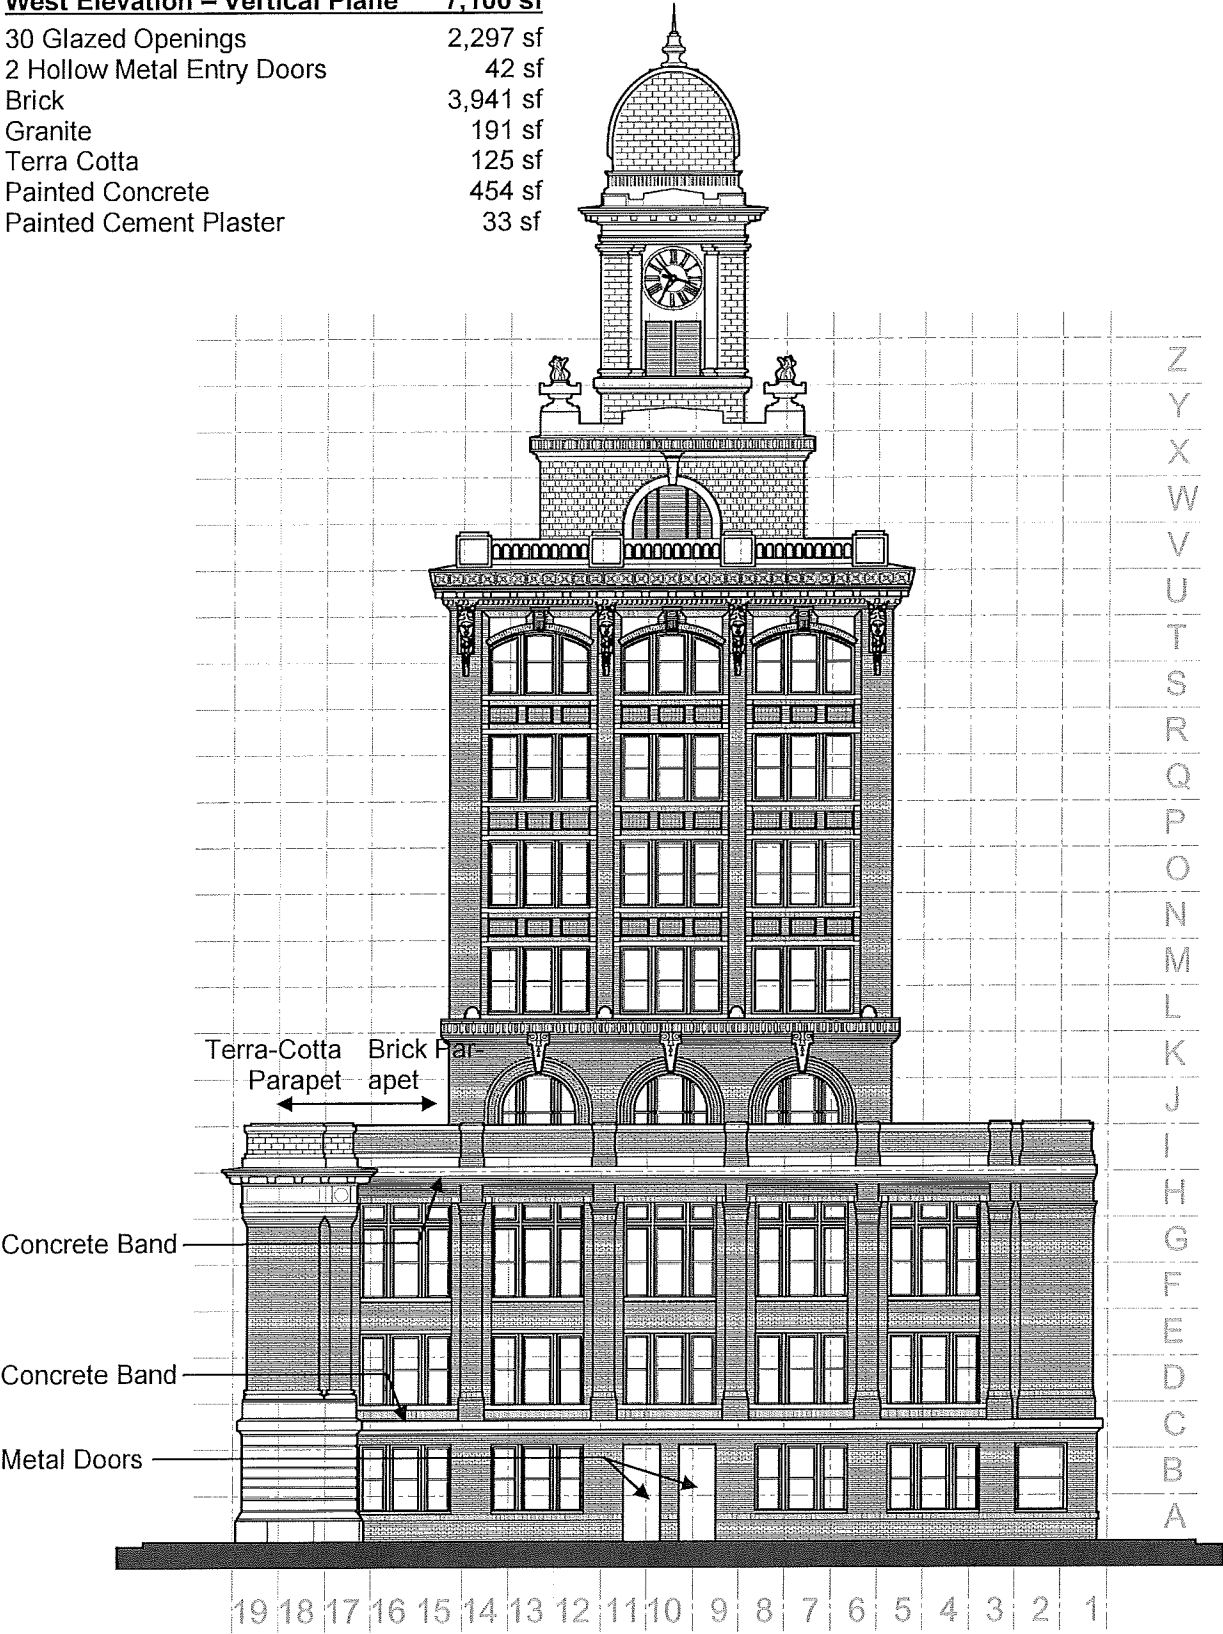 West Elevation – Vertical Plane 7,100 sf
30 Glazed Openings 2,297 sf
2 Hollow Metal Entry Doors 42 sf
Brick 3,941 sf
Granite 191 sf
Terra Cotta 125 sf
Painted Concrete 454 sf
Painted Cement Plaster 33 sf
Z
Y
X
W
V
U
T
S
R
Q
P
O
N
M
L
K
J
I
H
G
F
E
D
C
B
A
Terra-Cotta Parapet
Brick Par-
apet
Concrete Band
Concrete Band
Metal Doors
19 18 17 16 15 14 13 12 11 10 9 8 7 6 5 4 3 2 1